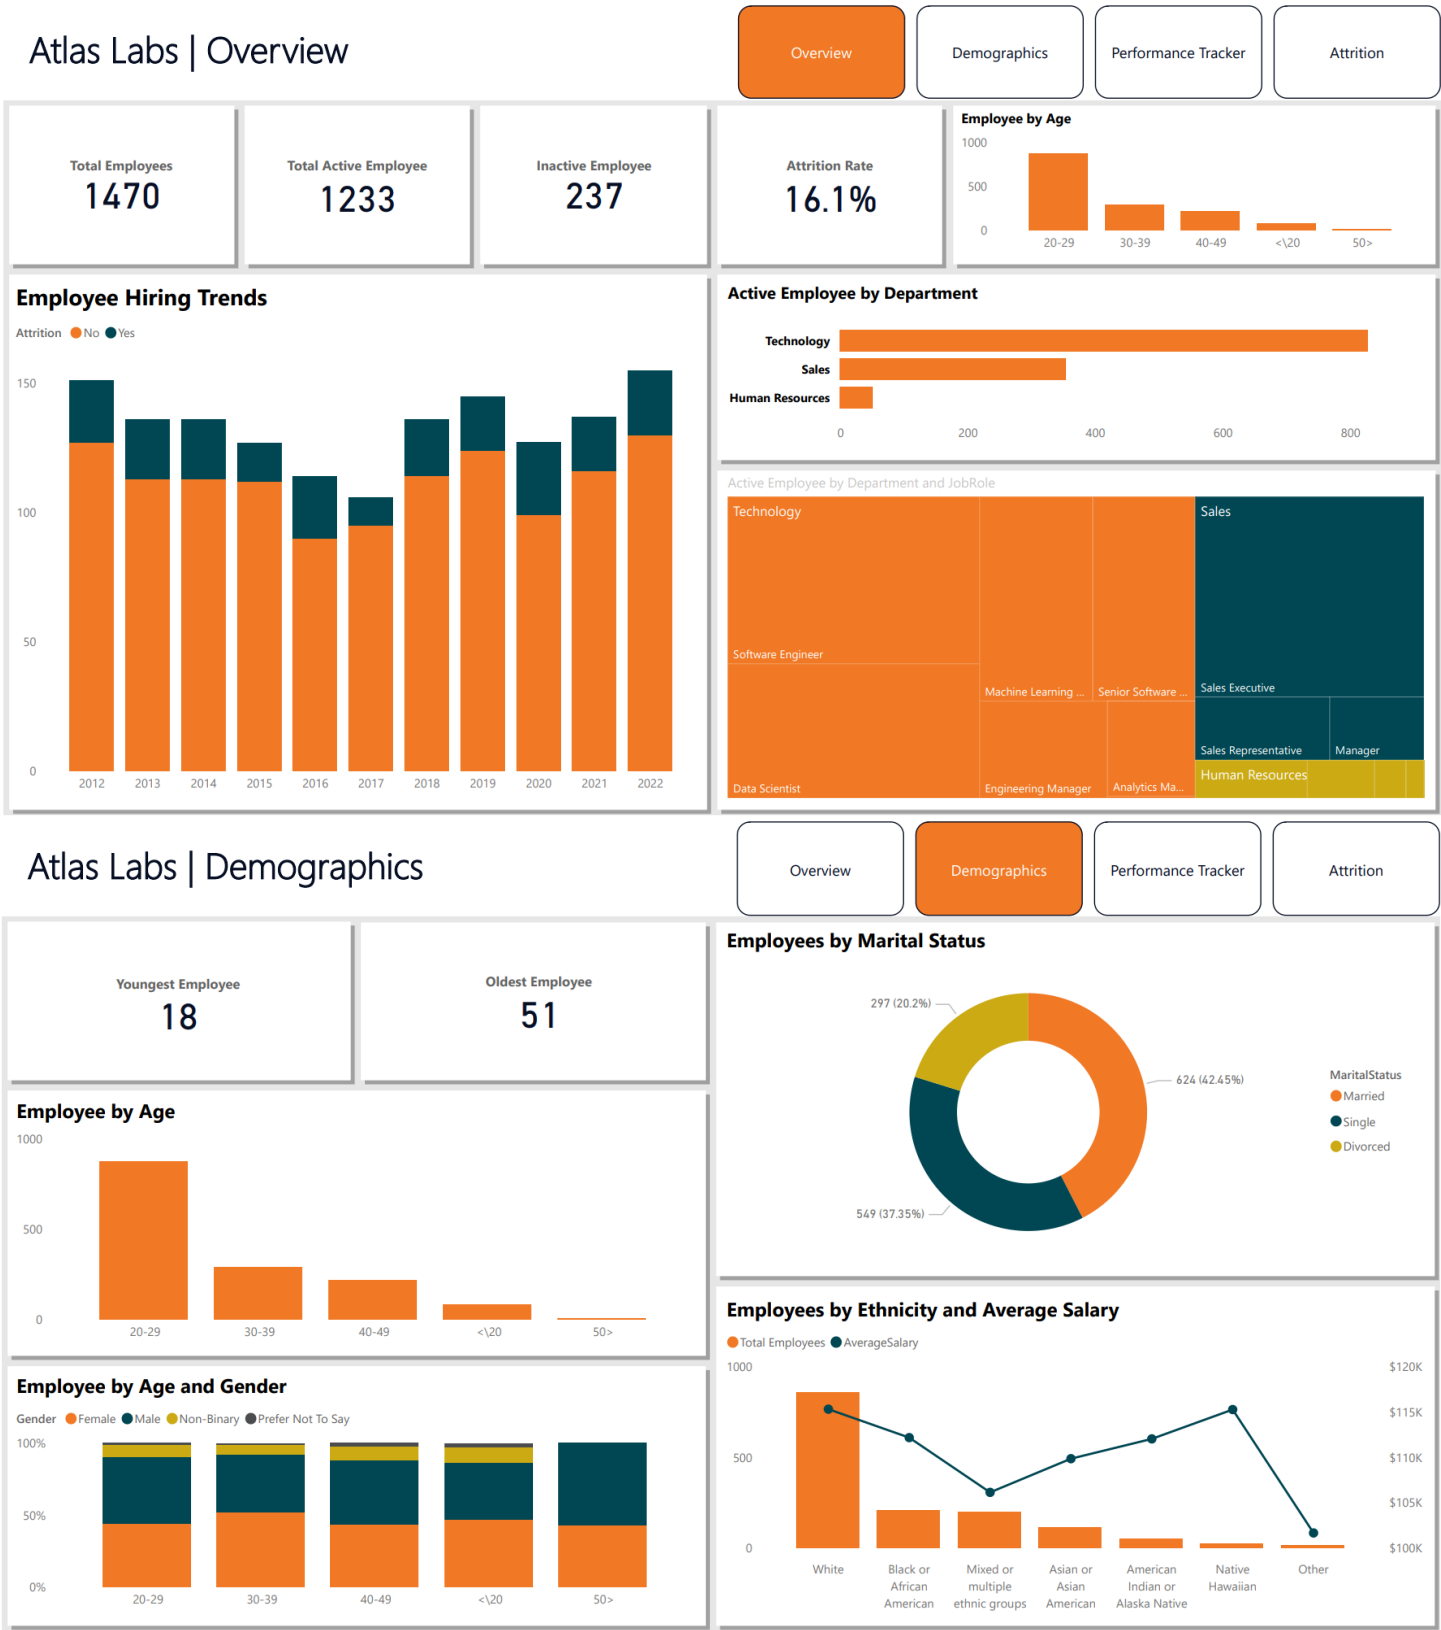 Atlas Labs | Overview
Overview
Demographics
Performance Tracker
Attrition
Total Employees
1470
Total Active Employee
1233
Inactive Employee
237
Attrition Rate
16.1%
Employee by Age
1000
500
0
20-29 30-39 40-49 <\20 50>
Employee Hiring Trends
Attrition No Yes
150
100
50
0
2012 2013 2014 2015 2016 2017 2018 2019 2020 2021 2022
Active Employee by Department
Technology
Sales
Human Resources
0 200 400 600 800
Active Employee by Department and JobRole
Technology
Software Engineer
Data Scientist
Machine Learning ...
Senior Software ...
Engineering Manager
Analytics Ma...
Sales
Sales Executive
Sales Representative
Manager
Human Resources
Atlas Labs | Demographics
Overview
Demographics
Performance Tracker
Attrition
Youngest Employee
18
Oldest Employee
51
Employee by Age
1000
500
0
20-29 30-39 40-49 <\20 50>
Employee by Age and Gender
Gender Female Male Non-Binary Prefer Not To Say
100%
50%
0%
20-29 30-39 40-49 <\20 50>
Employees by Marital Status
297 (20.2%)
624 (42.45%)
549 (37.35%)
MaritalStatus
Married
Single
Divorced
Employees by Ethnicity and Average Salary
Total Employees AverageSalary
1000
500
0
$120K
$115K
$110K
$105K
$100K
White
Black or
African
American
Mixed or
multiple
ethnic groups
Asian or
Asian
American
American
Indian or
Alaska Native
Native
Hawaiian
Other